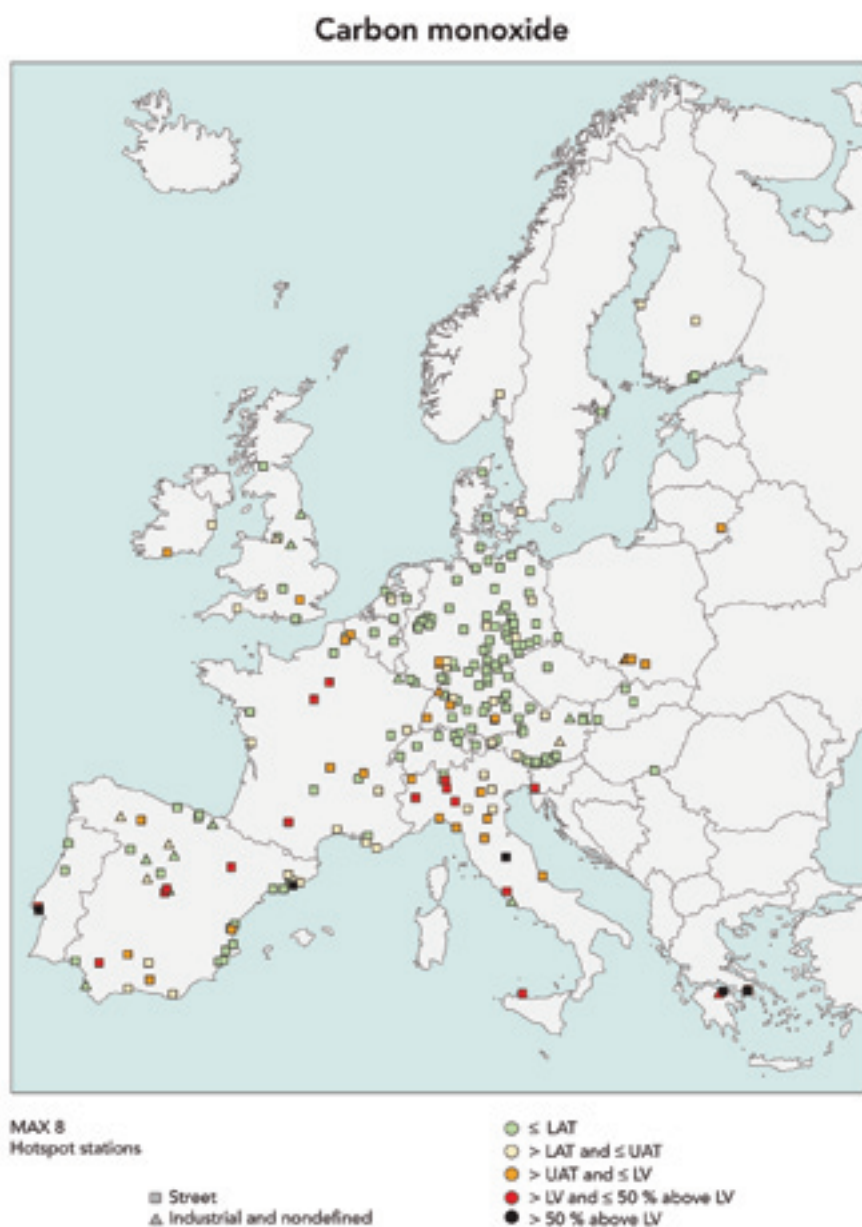 Carbon monoxide
MAX 8
Hotspot stations
Street
Industrial and nondefined
≤ LAT
> LAT and ≤ UAT
> UAT and ≤ LV
> LV and ≤ 50 % above LV
> 50 % above LV